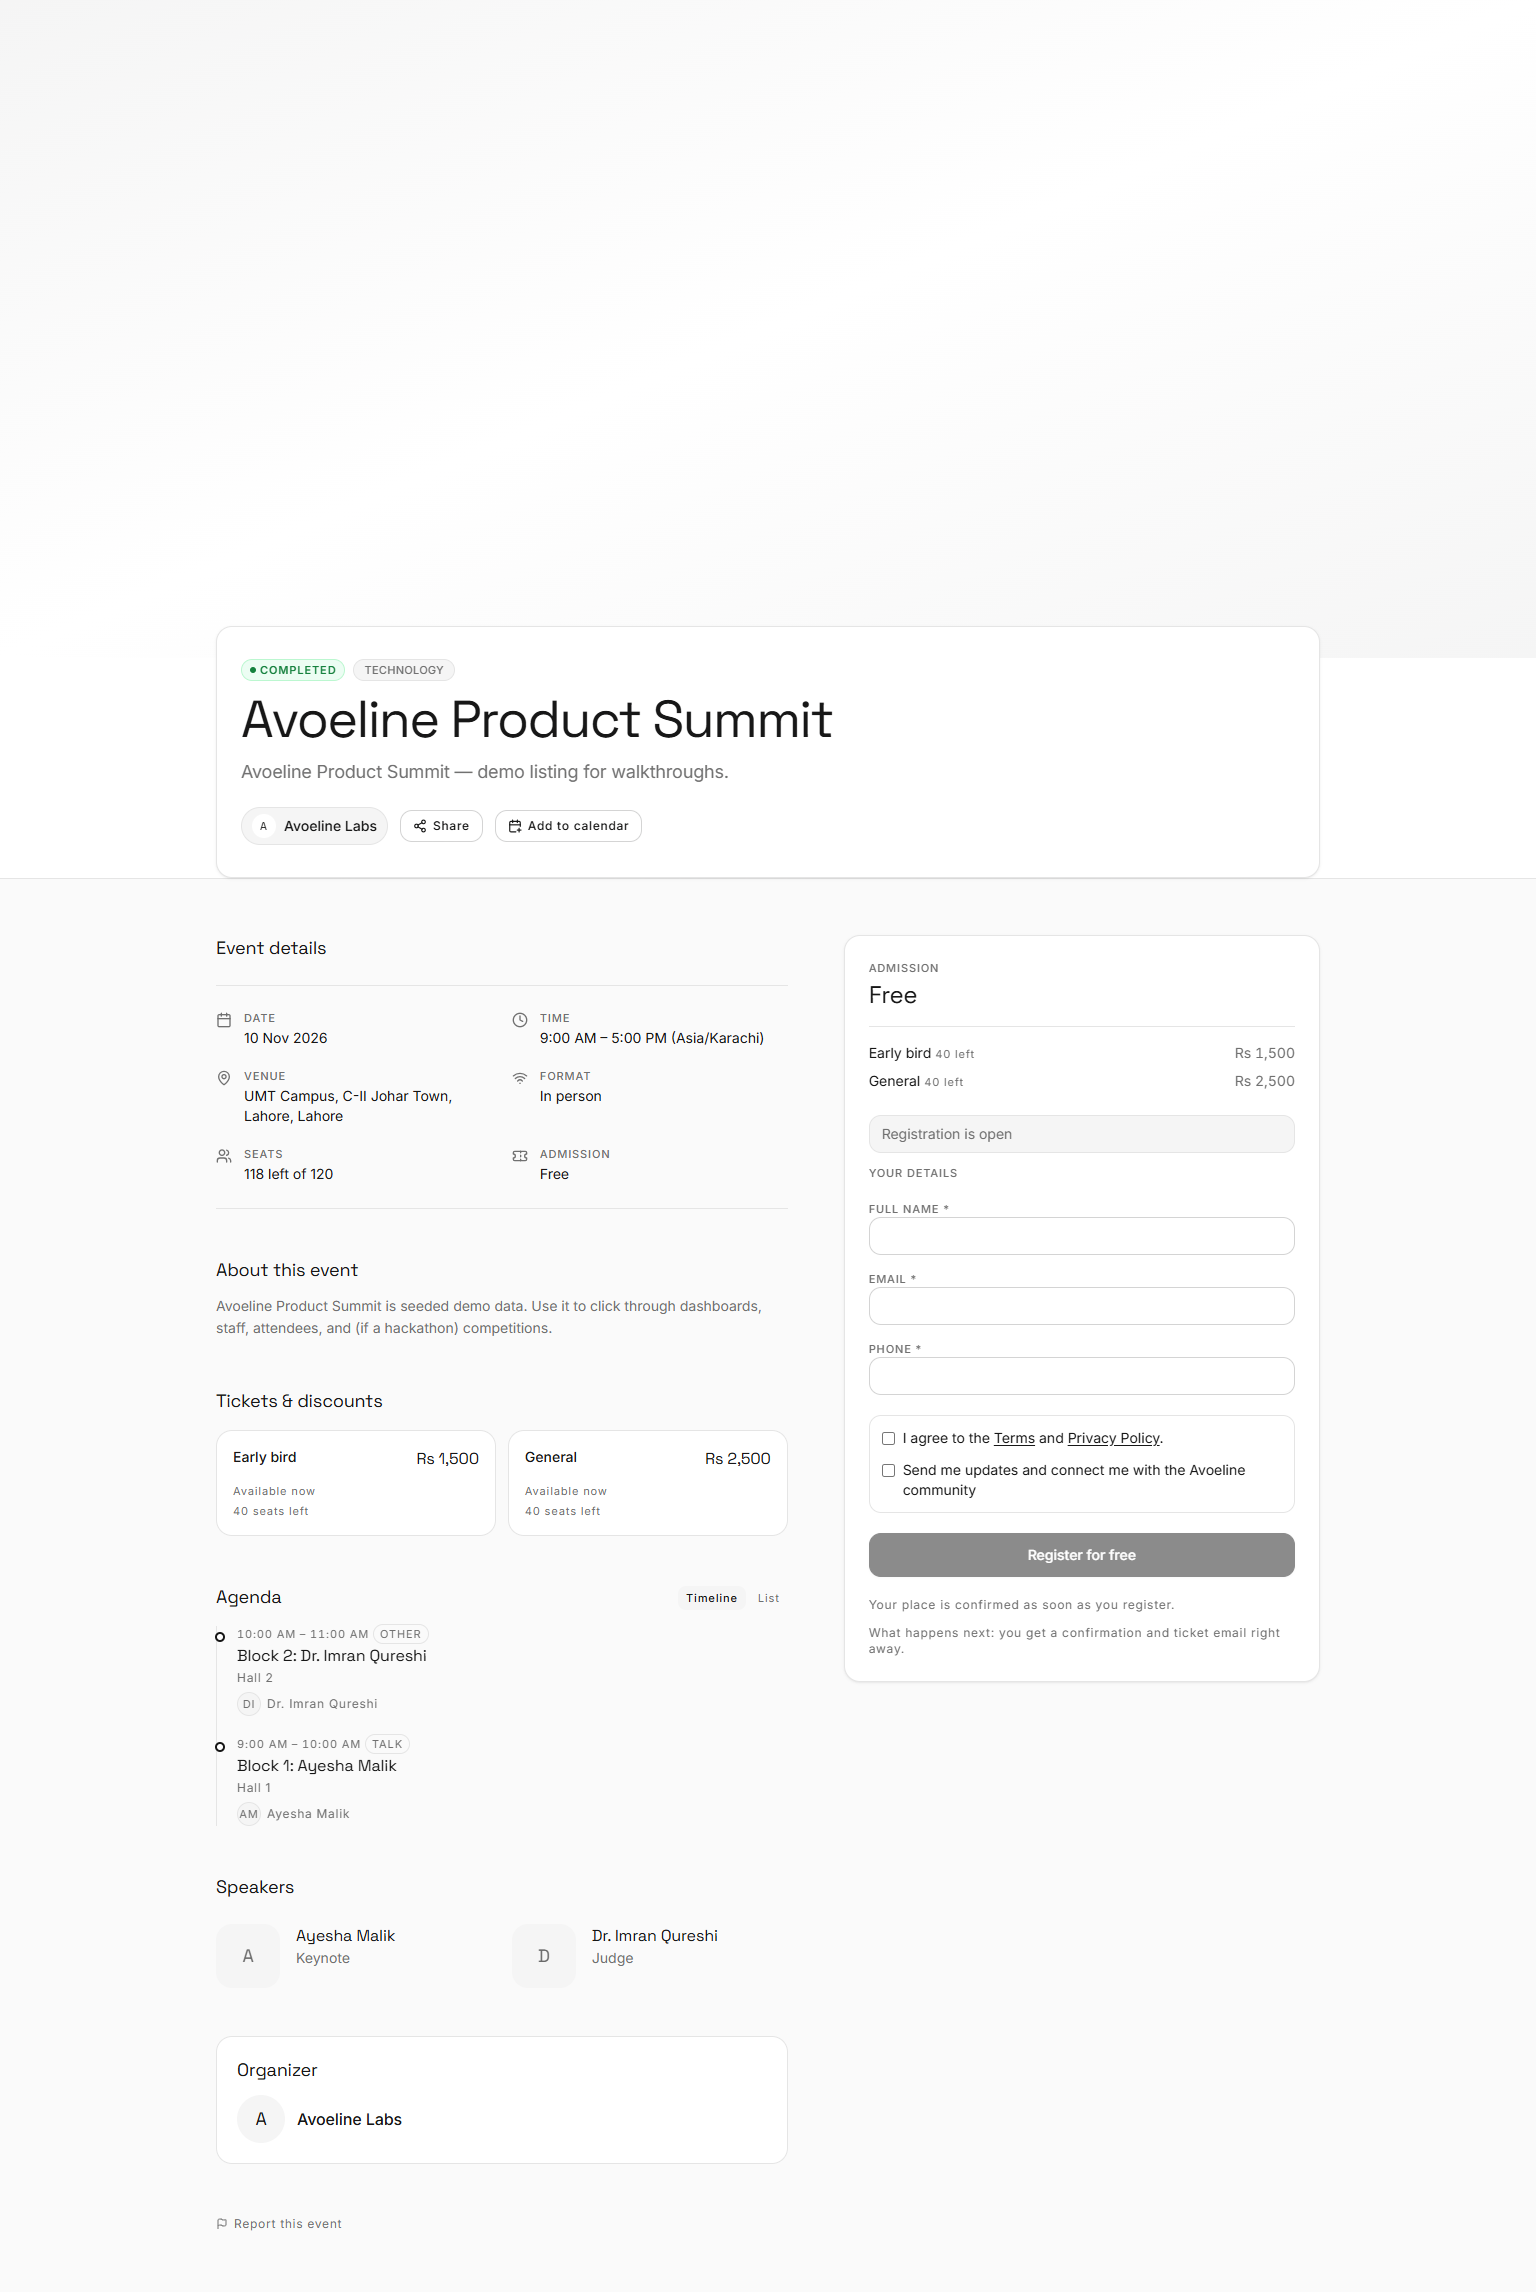 COMPLETED TECHNOLOGY
Avoeline Product Summit
Avoeline Product Summit — demo listing for walkthroughs.
A Avoeline Labs Share Add to calendar
Event details
DATE
10 Nov 2026
TIME
9:00 AM – 5:00 PM (Asia/Karachi)
VENUE
UMT Campus, C-II Johar Town,
Lahore, Lahore
FORMAT
In person
SEATS
118 left of 120
ADMISSION
Free
About this event
Avoeline Product Summit is seeded demo data. Use it to click through dashboards,
staff, attendees, and (if a hackathon) competitions.
Tickets & discounts
Early bird Rs 1,500
Available now
40 seats left
General Rs 2,500
Available now
40 seats left
Agenda Timeline List
10:00 AM – 11:00 AM OTHER
Block 2: Dr. Imran Qureshi
Hall 2
DI Dr. Imran Qureshi
9:00 AM – 10:00 AM TALK
Block 1: Ayesha Malik
Hall 1
AM Ayesha Malik
Speakers
A
Ayesha Malik
Keynote
D
Dr. Imran Qureshi
Judge
Organizer
A Avoeline Labs
Report this event
ADMISSION
Free
Early bird 40 left Rs 1,500
General 40 left Rs 2,500
Registration is open
YOUR DETAILS
FULL NAME *
EMAIL *
PHONE *
I agree to the Terms and Privacy Policy.
Send me updates and connect me with the Avoeline
community
Register for free
Your place is confirmed as soon as you register.
What happens next: you get a confirmation and ticket email right
away.